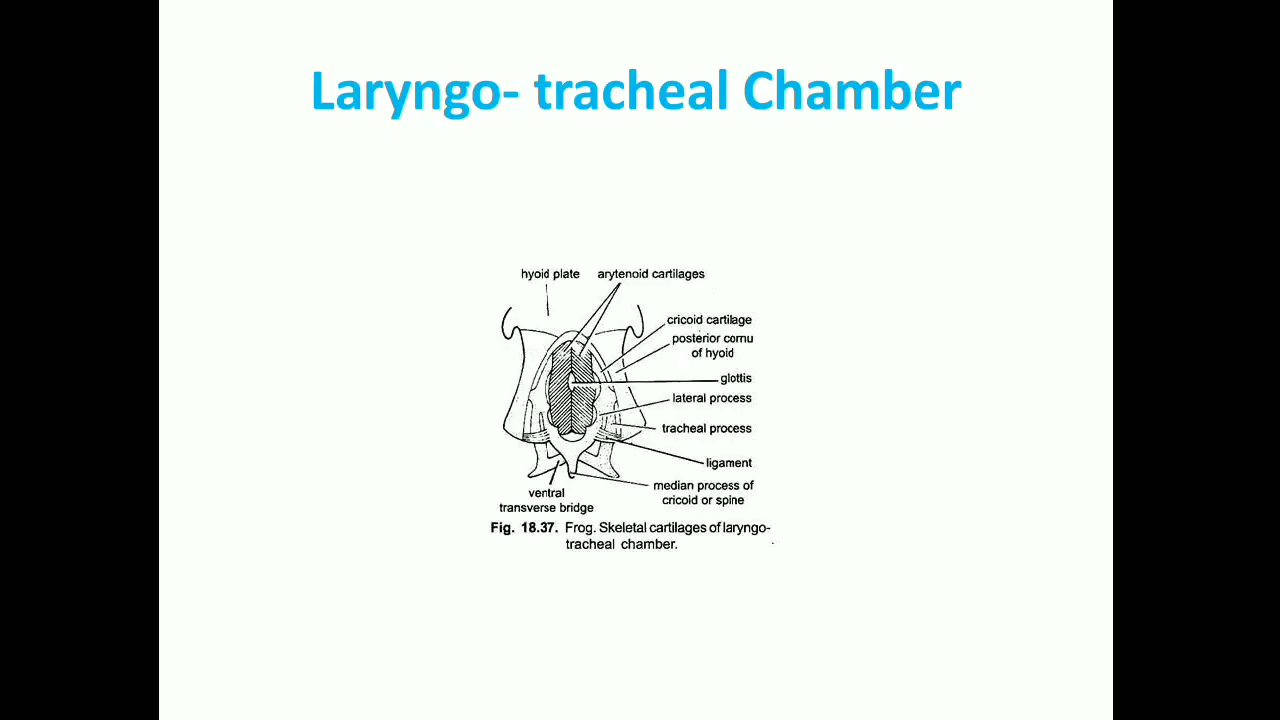 Laryngo- tracheal Chamber
hyoid plate
arytenoid cartilages
cricoid cartilage
posterior cornu
of hyoid
glottis
lateral process
tracheal process
ligament
median process of
cricoid or spine
ventral
transverse bridge
Fig. 18.37. Frog. Skeletal cartilages of laryngo-
tracheal chamber.